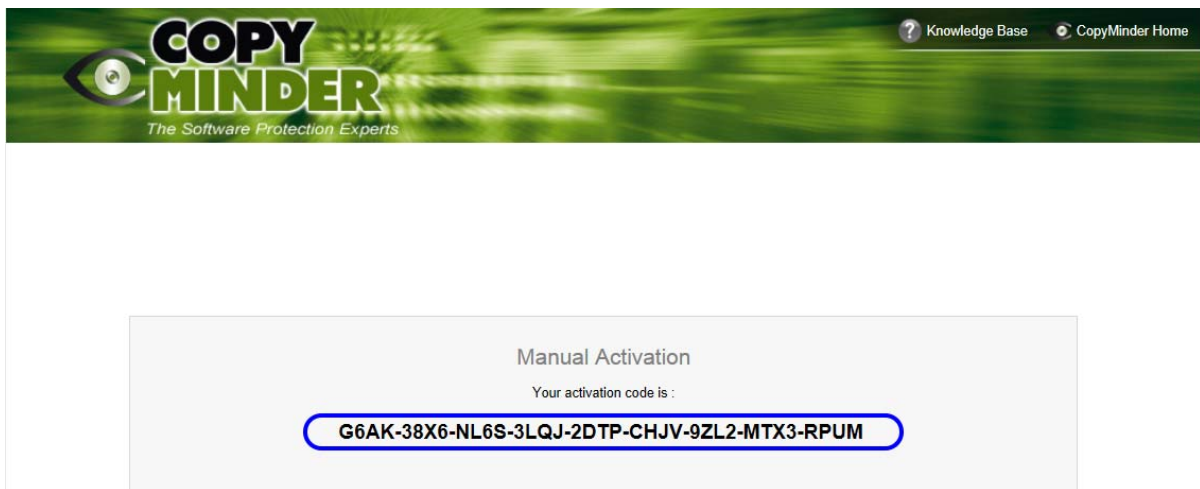 COPY
MINDER
The Software Protection Experts
? Knowledge Base
CopyMinder Home
Manual Activation
Your activation code is :
G6AK-38X6-NL6S-3LQJ-2DTP-CHJV-9ZL2-MTX3-RPUM